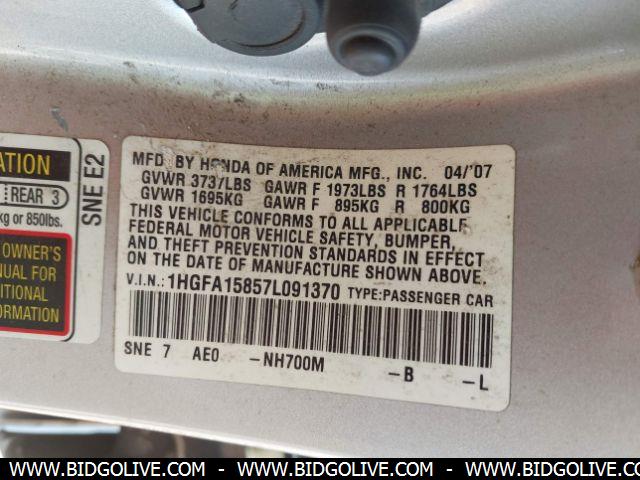 ATION
REAR 3
kg or 850lbs.
OWNER'S
NUAL FOR
DITIONAL
ORMATION
SNE E2
MFD BY HONDA OF AMERICA MFG., INC. 04/'07
GVWR 3737LBS GAWR F 1973LBS R 1764LBS
GVWR 1695KG GAWR F 895KG R 800KG
THIS VEHICLE CONFORMS TO ALL APPLICABLE
FEDERAL MOTOR VEHICLE SAFETY, BUMPER,
AND THEFT PREVENTION STANDARDS IN EFFECT
ON THE DATE OF MANUFACTURE SHOWN ABOVE.
V.I.N.: 1HGFA15857L091370 TYPE:PASSENGER CAR
SNE 7 AE0 -NH700M -B -L
WWW.BIDGOLIVE.COM - WWW.BIDGOLIVE.COM - WWW.BIDGOLIVE.COM